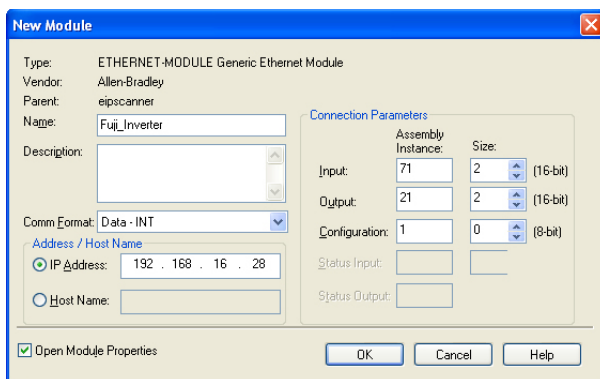 New Module
Type: ETHERNET-MODULE Generic Ethernet Module
Vendor: Allen-Bradley
Parent: eipscanner
Name: Fuji_Inverter
Description:
Comm Format: Data - INT
Address / Host Name
IP Address: 192 . 168 . 16 . 28
Host Name:
Connection Parameters
Assembly
Instance: Size:
Input: 71 2 (16-bit)
Output: 21 2 (16-bit)
Configuration: 1 0 (8-bit)
Status Input:
Status Output:
Open Module Properties
OK Cancel Help